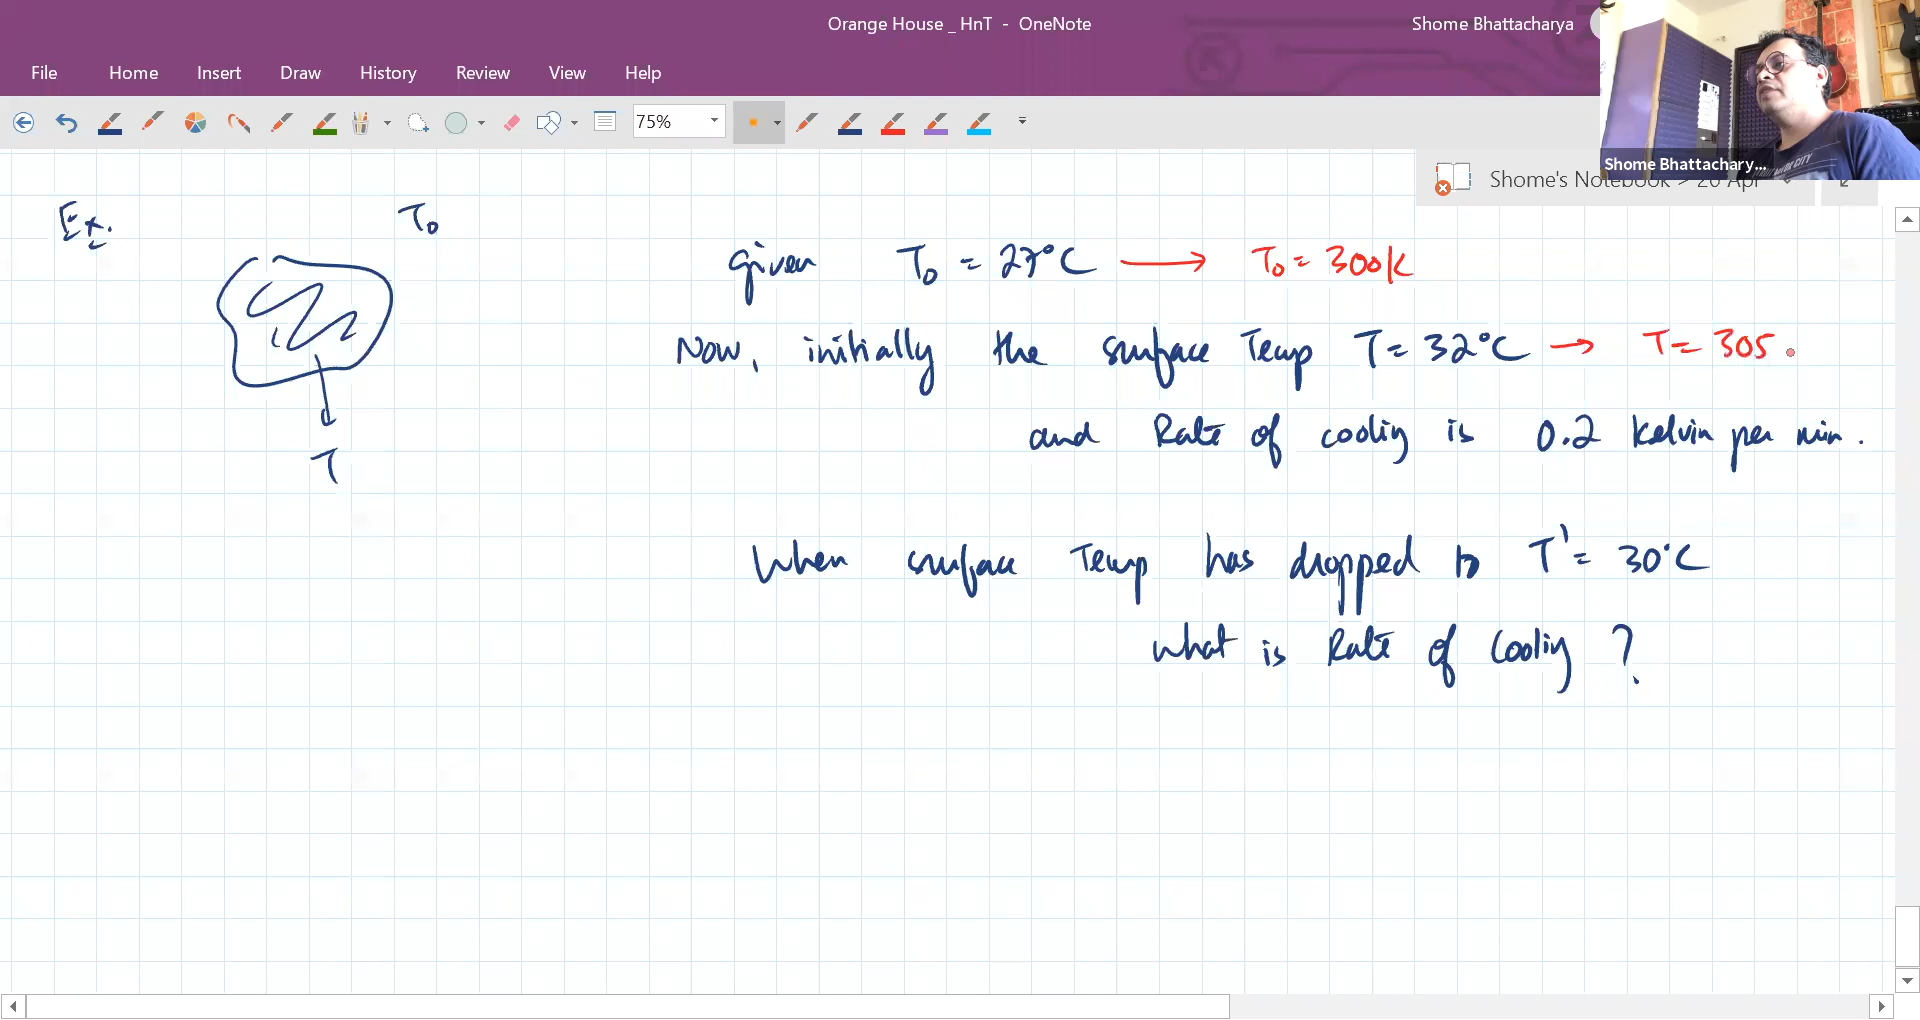 Orange House _ HnT - OneNote
Shome Bhattacharya
File Home Insert Draw History Review View Help
75%
Shome Bhattachary...
Shome's Notebook > 26 Apr
Ex. T₀
T
given T₀ = 27°C → T₀ = 300K
Now, initially the surface Temp T = 32°C → T = 305
and Rate of cooling is 0.2 kelvin per min.
When surface Temp has dropped to T' = 30°C
what is Rate of Cooling ?